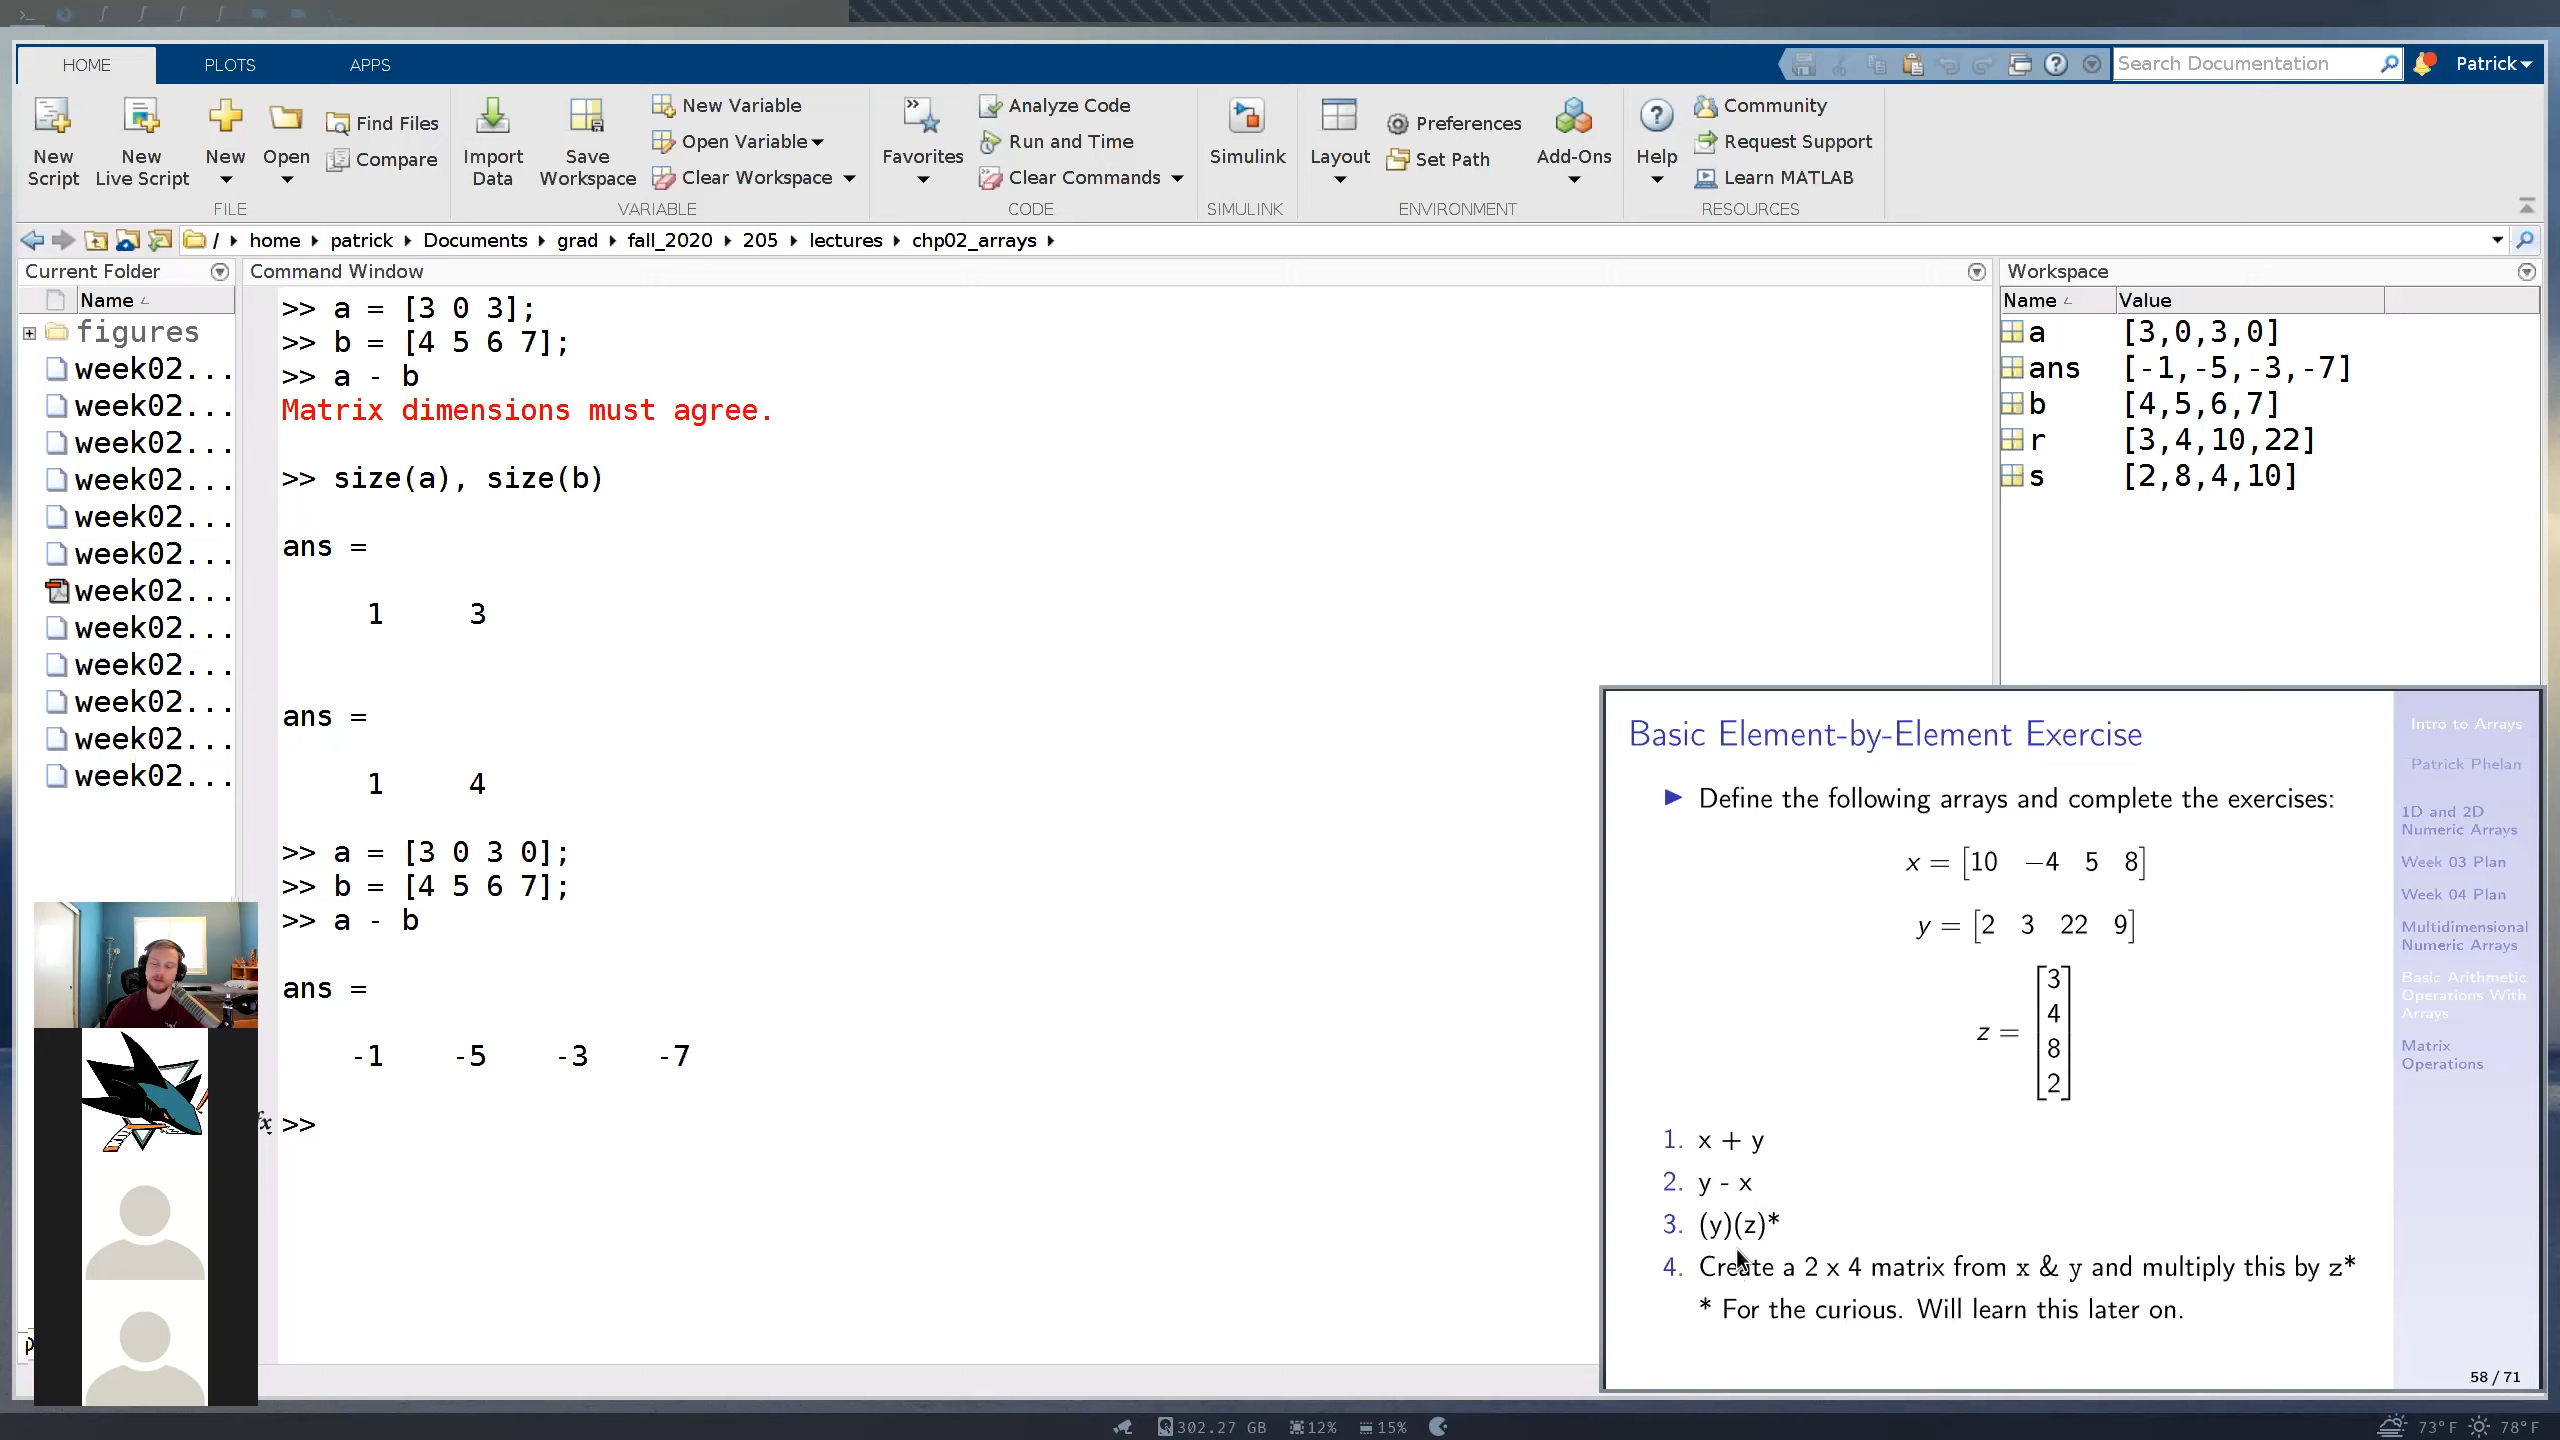 HOME PLOTS APPS
Search Documentation
Patrick
New Script
New Live Script
New
Open
Find Files
Compare
FILE
Import Data
Save Workspace
New Variable
Open Variable
Clear Workspace
VARIABLE
Favorites
Analyze Code
Run and Time
Clear Commands
CODE
Simulink
SIMULINK
Layout
Preferences
Set Path
Add-Ons
ENVIRONMENT
Help
Community
Request Support
Learn MATLAB
RESOURCES
/ home patrick Documents grad fall_2020 205 lectures chp02_arrays
Current Folder
Name
figures
week02...
week02...
week02...
week02...
week02...
week02...
week02...
week02...
week02...
week02...
week02...
week02...
Command Window
>> a = [3 0 3];
>> b = [4 5 6 7];
>> a - b
Matrix dimensions must agree.
>> size(a), size(b)
ans =
1 3
ans =
1 4
>> a = [3 0 3 0];
>> b = [4 5 6 7];
>> a - b
ans =
-1 -5 -3 -7
fx >>
Workspace
Name Value
a [3,0,3,0]
ans [-1,-5,-3,-7]
b [4,5,6,7]
r [3,4,10,22]
s [2,8,4,10]
Basic Element-by-Element Exercise
▶ Define the following arrays and complete the exercises:
x = [10 −4 5 8]
y = [2 3 22 9]
z = [3
4
8
2]
1. x + y
2. y - x
3. (y)(z)*
4. Create a 2 x 4 matrix from x & y and multiply this by z*
* For the curious. Will learn this later on.
Intro to Arrays
Patrick Phelan
1D and 2D
Numeric Arrays
Week 03 Plan
Week 04 Plan
Multidimensional
Numeric Arrays
Basic Arithmetic
Operations With
Arrays
Matrix
Operations
58 / 71
302.27 GB 12% 15%
73°F 78°F